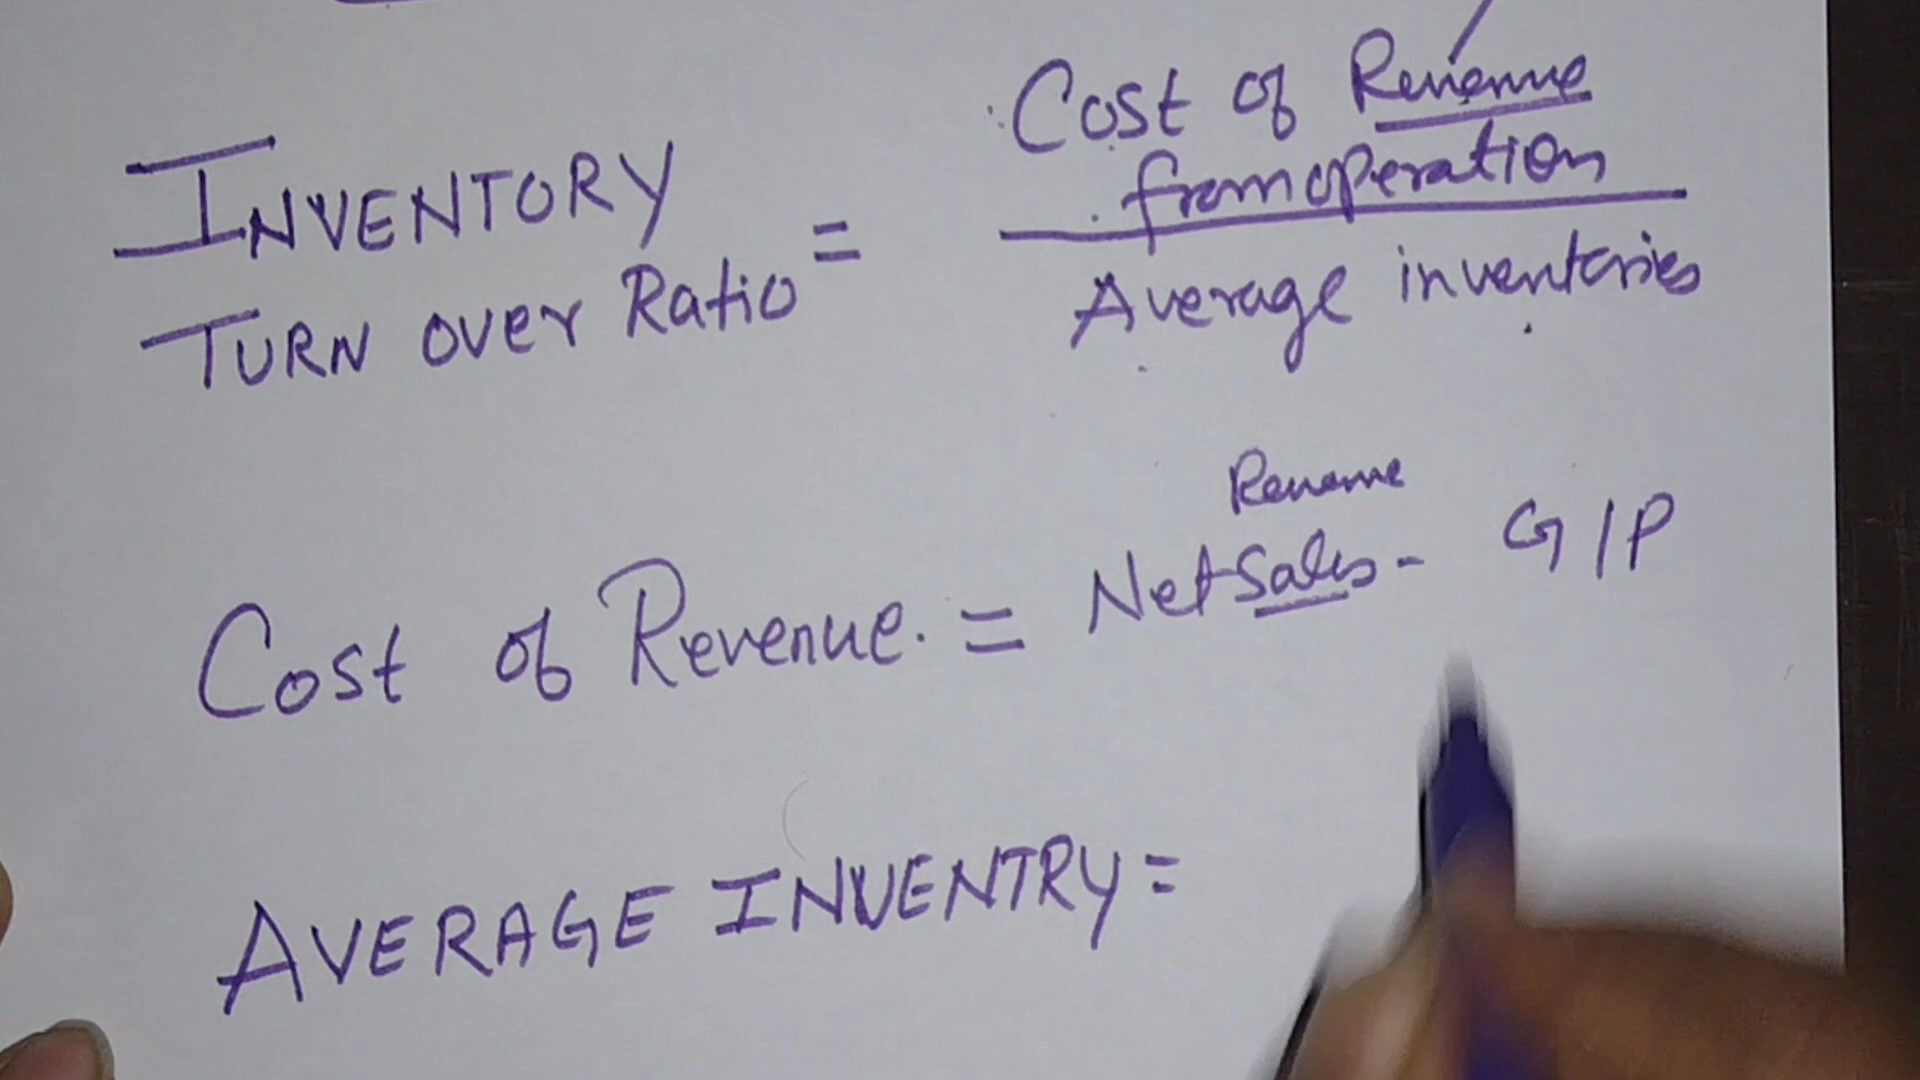 INVENTORY
TURN over Ratio =
Cost of Revenue
from operation
Average inventories
Revenue
Cost of Revenue. = Net Sales - G/P
AVERAGE INVENTRY =